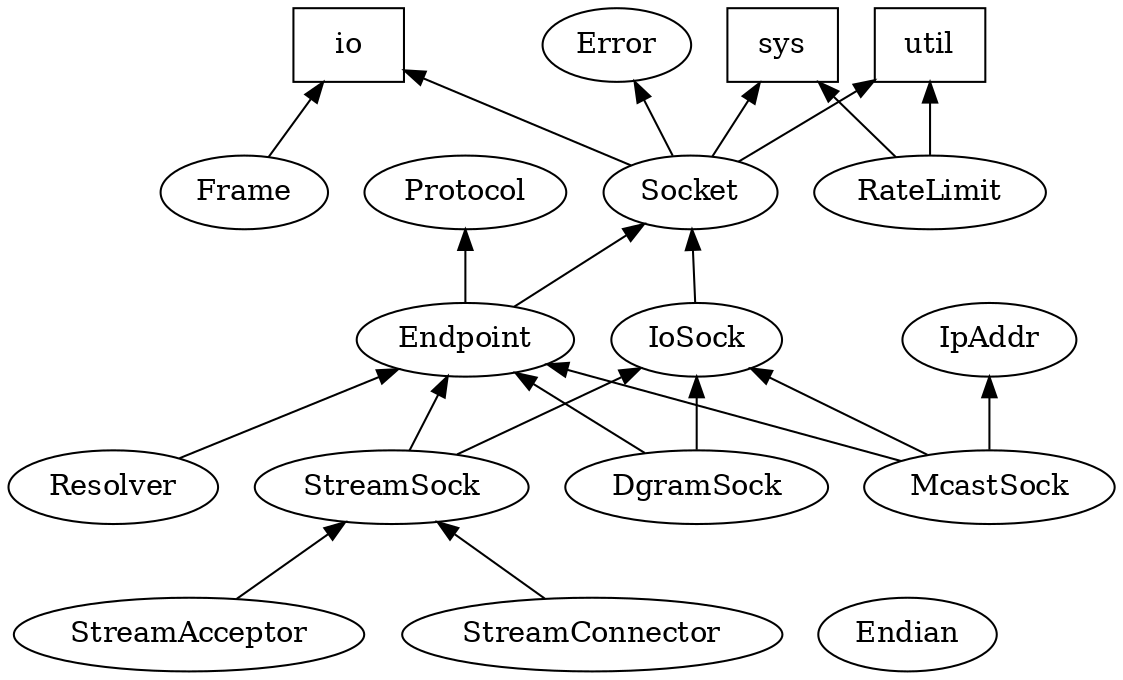 io
Error
sys
util
Frame
Protocol
Socket
RateLimit
Endpoint
IoSock
IpAddr
Resolver
StreamSock
DgramSock
McastSock
StreamAcceptor
StreamConnector
Endian